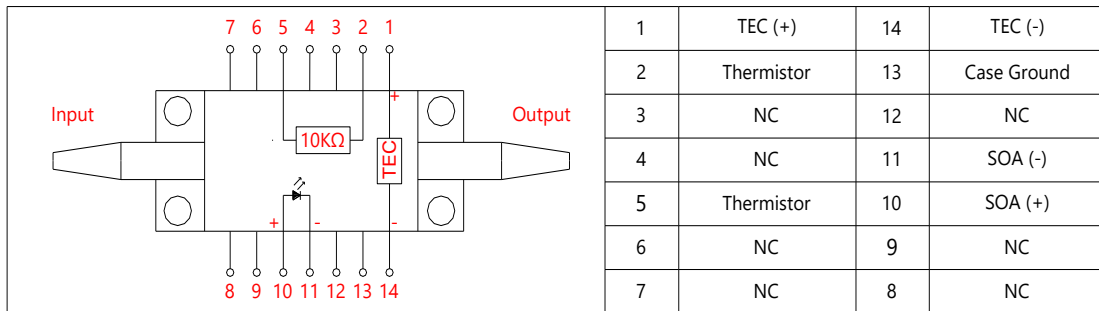 7 6 5 4 3 2 1
+
Input
Output
10KΩ
TEC
+ - -
8 9 10 11 12 13 14
1 TEC (+) 14 TEC (-)
2 Thermistor 13 Case Ground
3 NC 12 NC
4 NC 11 SOA (-)
5 Thermistor 10 SOA (+)
6 NC 9 NC
7 NC 8 NC